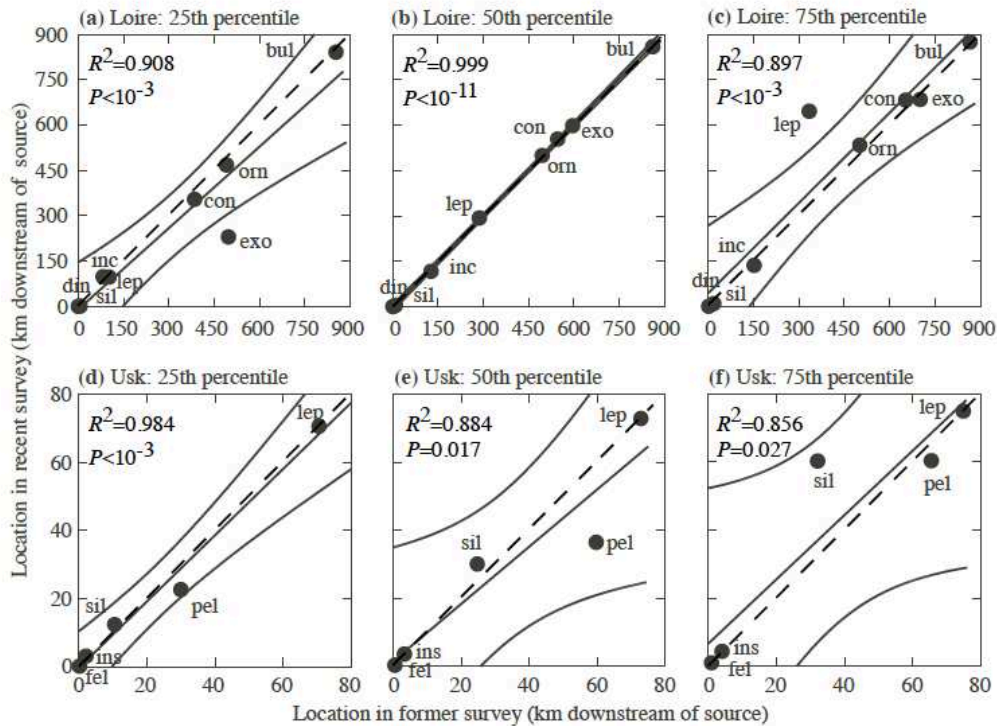 (a) Loire: 25th percentile
(b) Loire: 50th percentile
(c) Loire: 75th percentile
900
750
600
450
300
150
0
R²=0.908
P<10⁻³
bul
orn
con
exo
inc
lep
din
sil
0 150 300 450 600 750 900
R²=0.999
P<10⁻¹¹
bul
con
exo
orn
lep
inc
din
sil
0 150 300 450 600 750 900
R²=0.897
P<10⁻³
bul
con
exo
lep
orn
inc
din
sil
0 150 300 450 600 750 900
(d) Usk: 25th percentile
(e) Usk: 50th percentile
(f) Usk: 75th percentile
80
60
40
20
0
R²=0.984
P<10⁻³
lep
sil
pel
ins
fel
0 20 40 60 80
R²=0.884
P=0.017
lep
sil
pel
ins
fel
0 20 40 60 80
R²=0.856
P=0.027
lep
sil
pel
ins
fel
0 20 40 60 80
Location in recent survey (km downstream of source)
Location in former survey (km downstream of source)